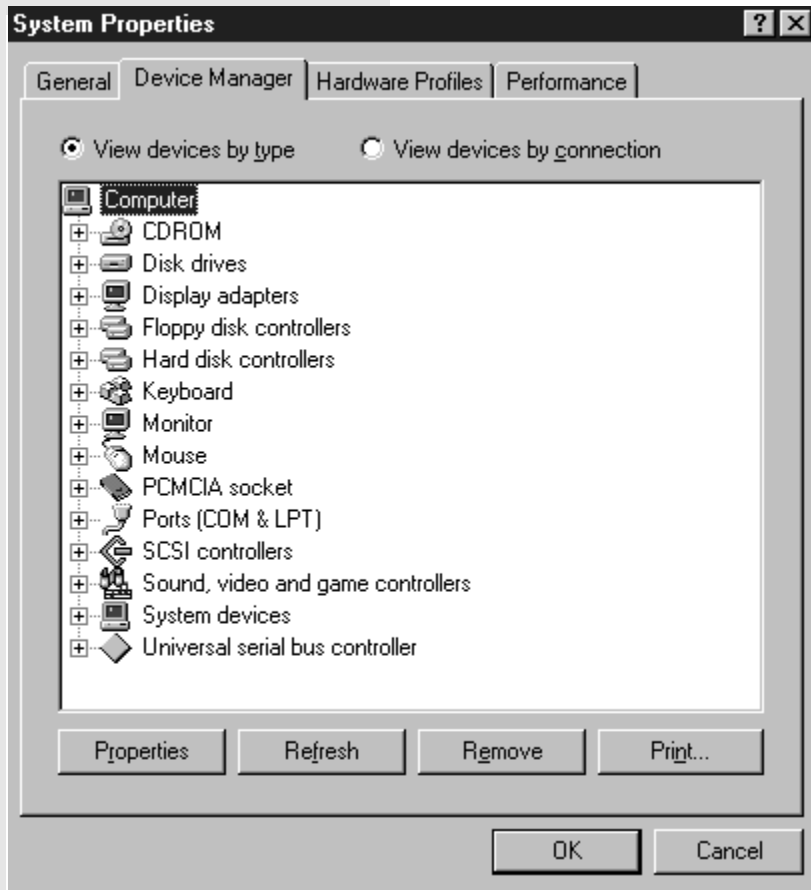 System Properties
General Device Manager Hardware Profiles Performance
View devices by type View devices by connection
Computer
CDROM
Disk drives
Display adapters
Floppy disk controllers
Hard disk controllers
Keyboard
Monitor
Mouse
PCMCIA socket
Ports (COM & LPT)
SCSI controllers
Sound, video and game controllers
System devices
Universal serial bus controller
Properties Refresh Remove Print...
OK Cancel